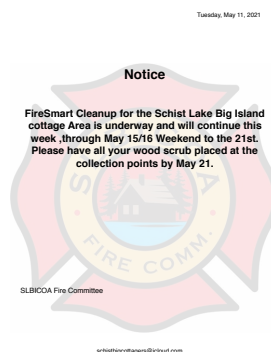 Tuesday, May 11, 2021
Notice
FireSmart Cleanup for the Schist Lake Big Island
cottage Area is underway and will continue this
week ,through May 15/16 Weekend to the 21st.
Please have all your wood scrub placed at the
collection points by May 21.
SLBICOA
FIRE COMM.
SLBICOA Fire Committee
schistbicottagers@icloud.com